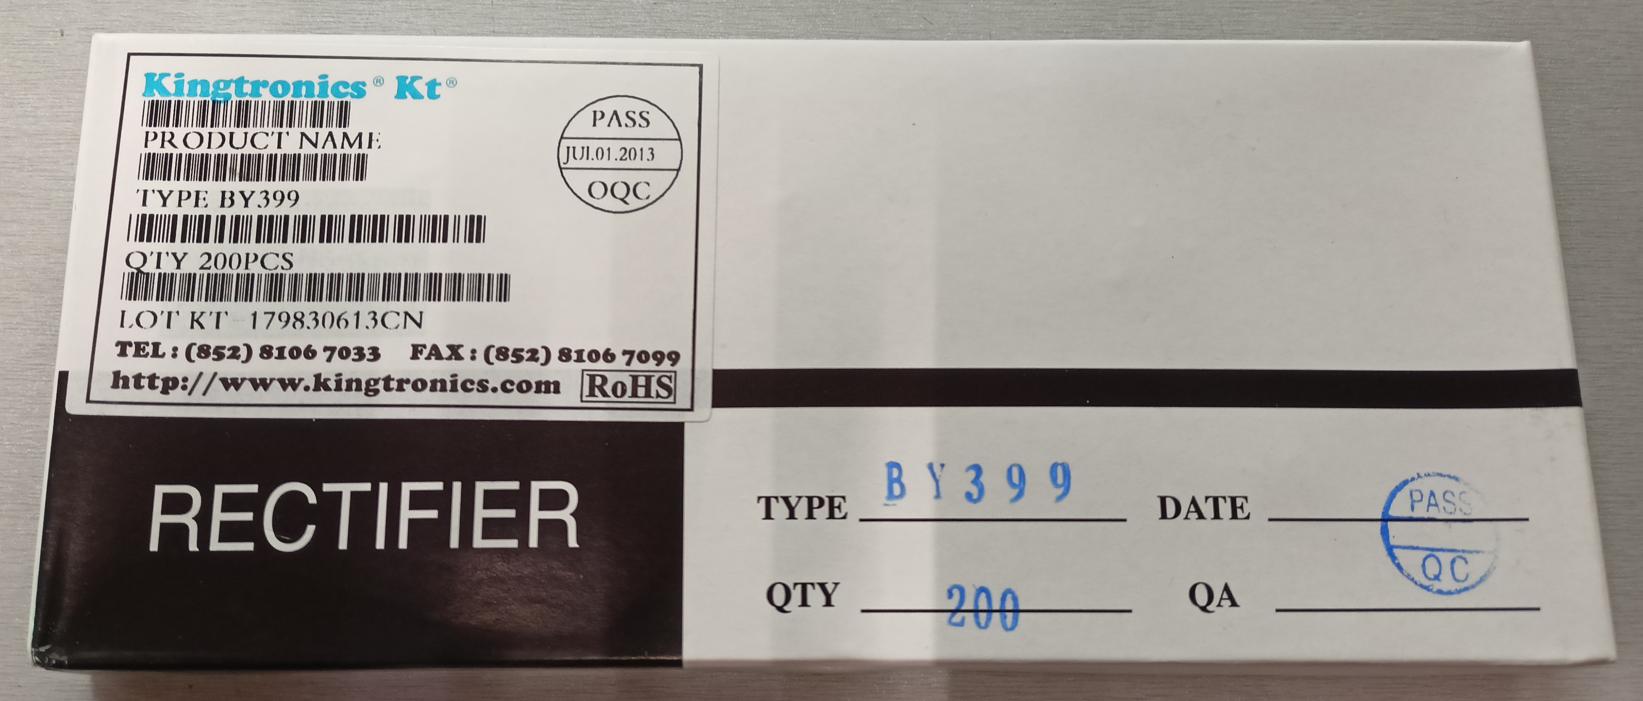 Kingtronics® Kt®
PRODUCT NAME
TYPE BY399
QTY 200PCS
LOT KT-179830613CN
TEL : (852) 8106 7033 FAX : (852) 8106 7099
http://www.kingtronics.com RoHS
PASS
JUL.01.2013
OQC
RECTIFIER
TYPE BY399 DATE
QTY 200 QA
PASS
QC